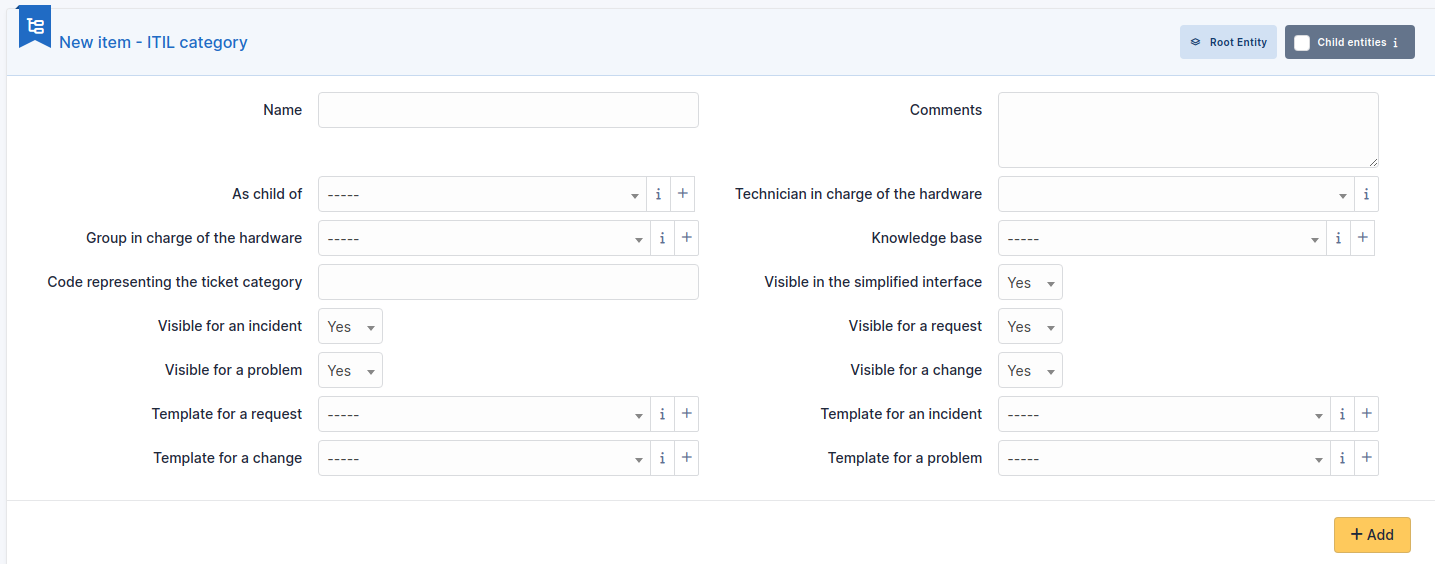 New item - ITIL category
Root Entity
Child entities i
Name
Comments
As child of ----- i +
Technician in charge of the hardware i
Group in charge of the hardware ----- i +
Knowledge base ----- i +
Code representing the ticket category
Visible in the simplified interface Yes
Visible for an incident Yes
Visible for a request Yes
Visible for a problem Yes
Visible for a change Yes
Template for a request ----- i +
Template for an incident ----- i +
Template for a change ----- i +
Template for a problem ----- i +
+ Add